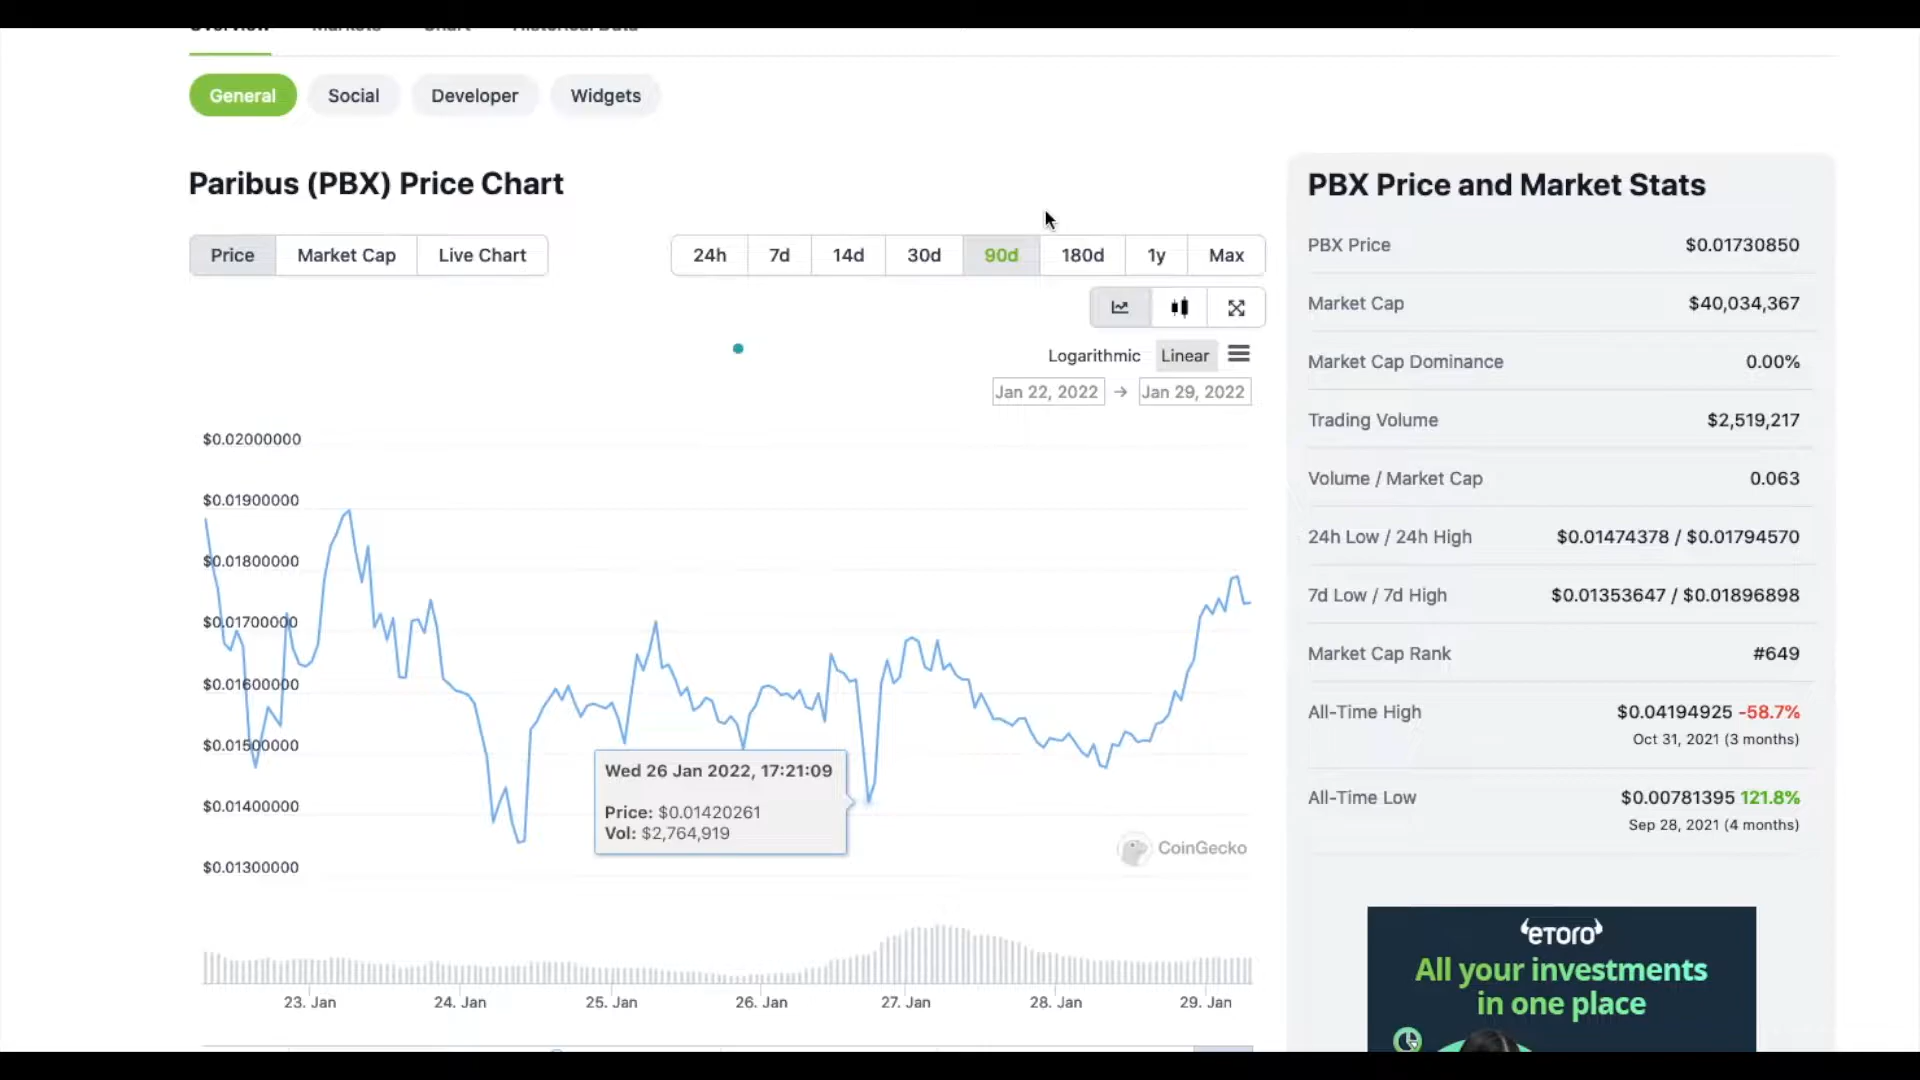 Overview Markets Chart Historical Data
General Social Developer Widgets
Paribus (PBX) Price Chart
Price Market Cap Live Chart
24h 7d 14d 30d 90d 180d 1y Max
Logarithmic Linear
Jan 22, 2022 → Jan 29, 2022
$0.02000000
$0.01900000
$0.01800000
$0.01700000
$0.01600000
$0.01500000
$0.01400000
$0.01300000
Wed 26 Jan 2022, 17:21:09
Price: $0.01420261
Vol: $2,764,919
CoinGecko
23. Jan 24. Jan 25. Jan 26. Jan 27. Jan 28. Jan 29. Jan
PBX Price and Market Stats
PBX Price $0.01730850
Market Cap $40,034,367
Market Cap Dominance 0.00%
Trading Volume $2,519,217
Volume / Market Cap 0.063
24h Low / 24h High $0.01474378 / $0.01794570
7d Low / 7d High $0.01353647 / $0.01896898
Market Cap Rank #649
All-Time High $0.04194925 -58.7%
Oct 31, 2021 (3 months)
All-Time Low $0.00781395 121.8%
Sep 28, 2021 (4 months)
eToro
All your investments
in one place